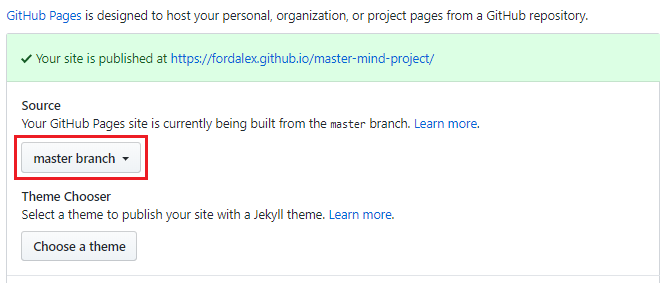 GitHub Pages is designed to host your personal, organization, or project pages from a GitHub repository.
Your site is published at https://fordalex.github.io/master-mind-project/
Source
Your GitHub Pages site is currently being built from the master branch. Learn more.
master branch
Theme Chooser
Select a theme to publish your site with a Jekyll theme. Learn more.
Choose a theme